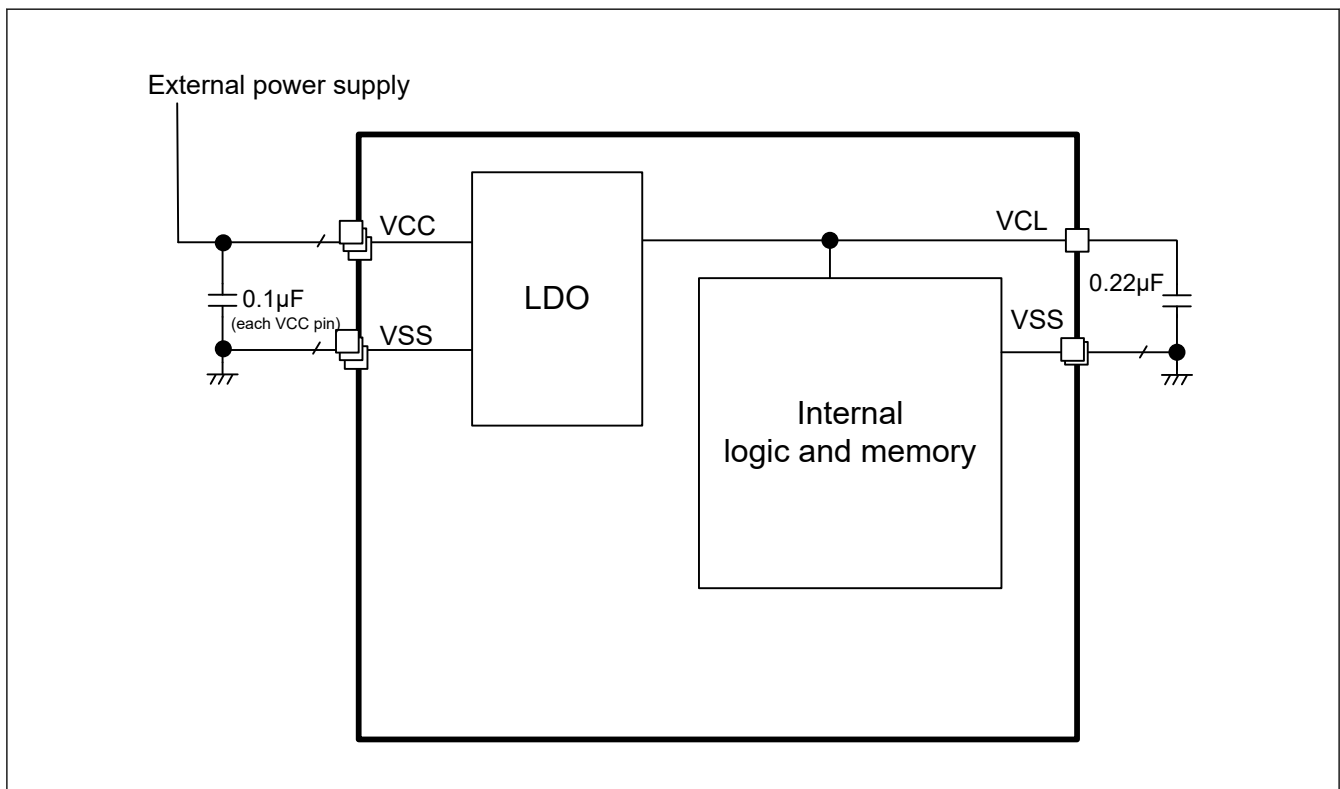 External power supply
VCC
VCL
0.1µF
(each VCC pin)
LDO
0.22µF
VSS
VSS
Internal
logic and memory